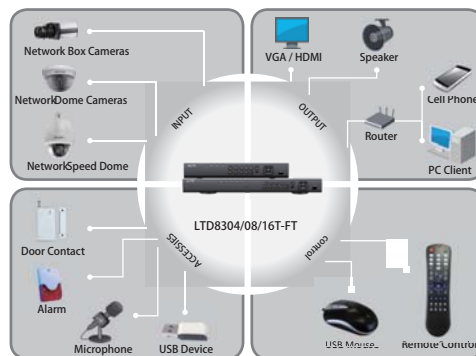 Network Box Cameras
NetworkDome Cameras
NetworkSpeed Dome
INPUT
VGA / HDMI
Speaker
OUTPUT
Cell Phone
Router
PC Client
LTD8304/08/16T-FT
ACCESSIES
Door Contact
Alarm
Microphone
USB Device
control
USB Mouse
Remote Control